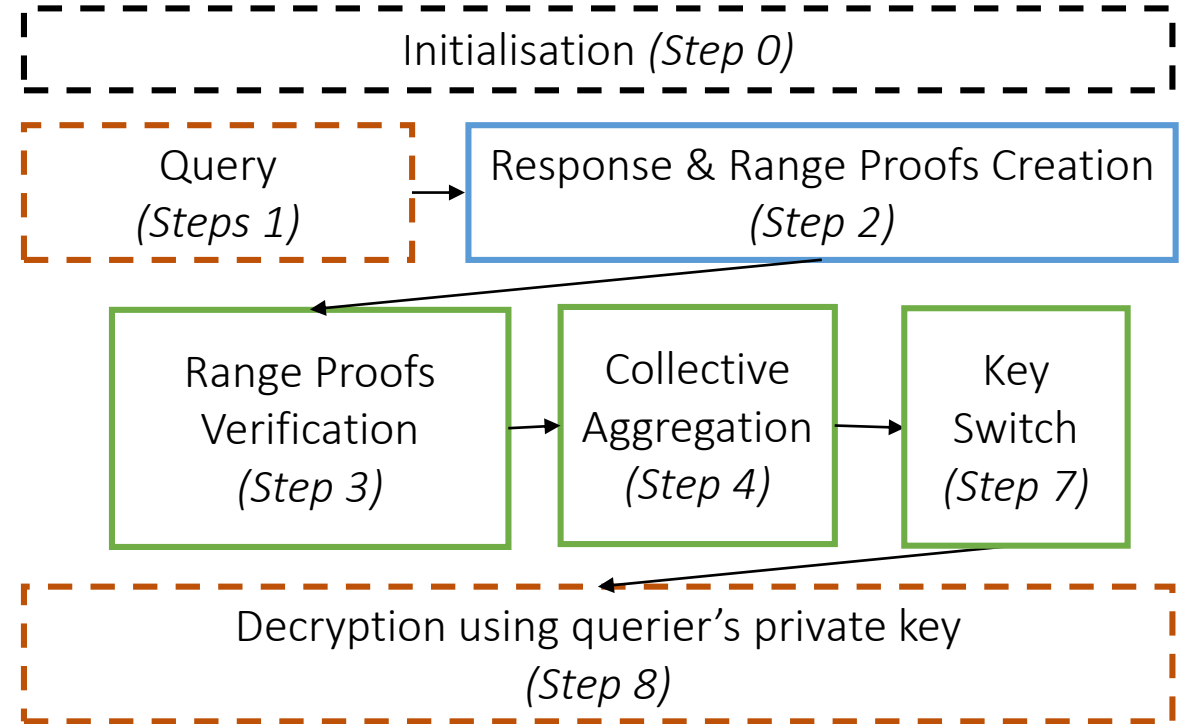 Initialisation (Step 0)
Query
(Steps 1)
Response & Range Proofs Creation
(Step 2)
Range Proofs
Verification
(Step 3)
Collective
Aggregation
(Step 4)
Key
Switch
(Step 7)
Decryption using querier’s private key
(Step 8)